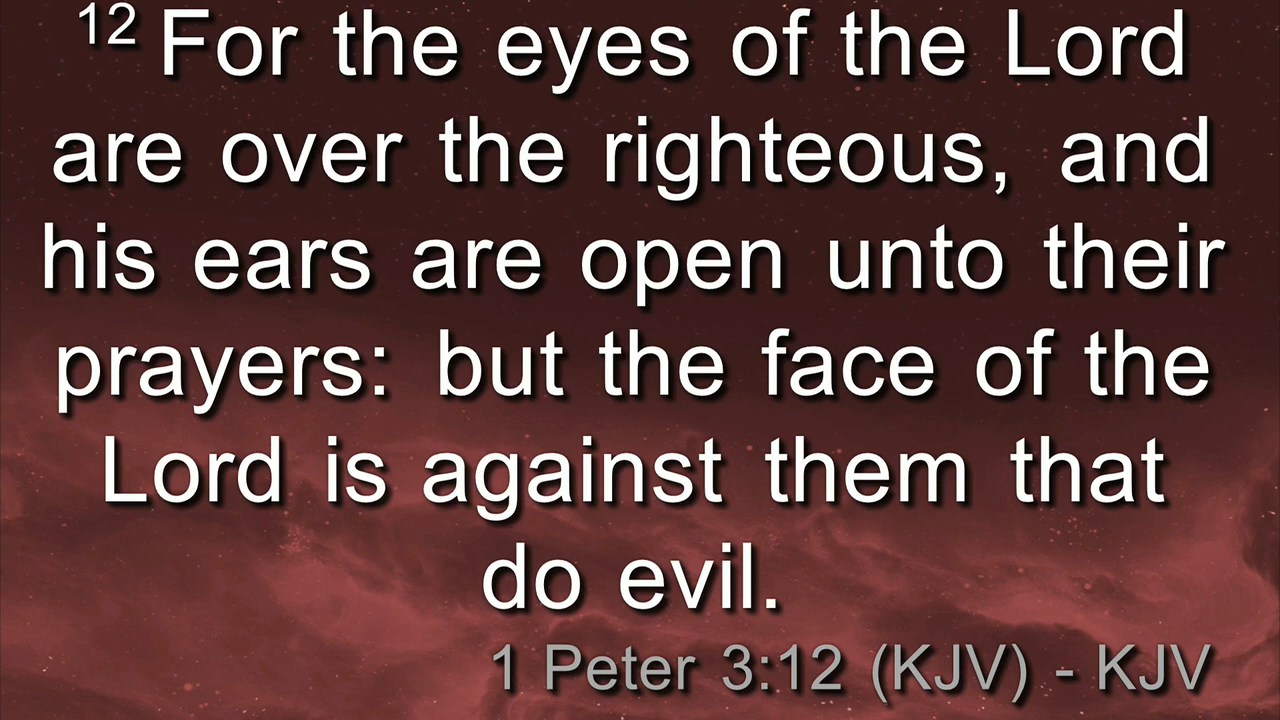 12 For the eyes of the Lord
are over the righteous, and
his ears are open unto their
prayers: but the face of the
Lord is against them that
do evil.
1 Peter 3:12 (KJV) - KJV